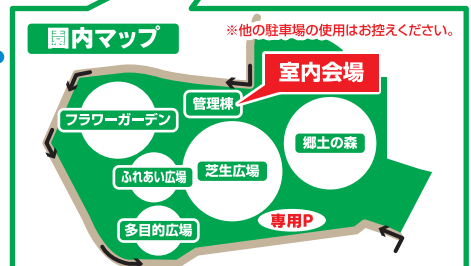 園内マップ
※他の駐車場の使用はお控えください。
室内会場
管理棟
フラワーガーデン
郷土の森
芝生広場
ふれあい広場
多目的広場
専用P